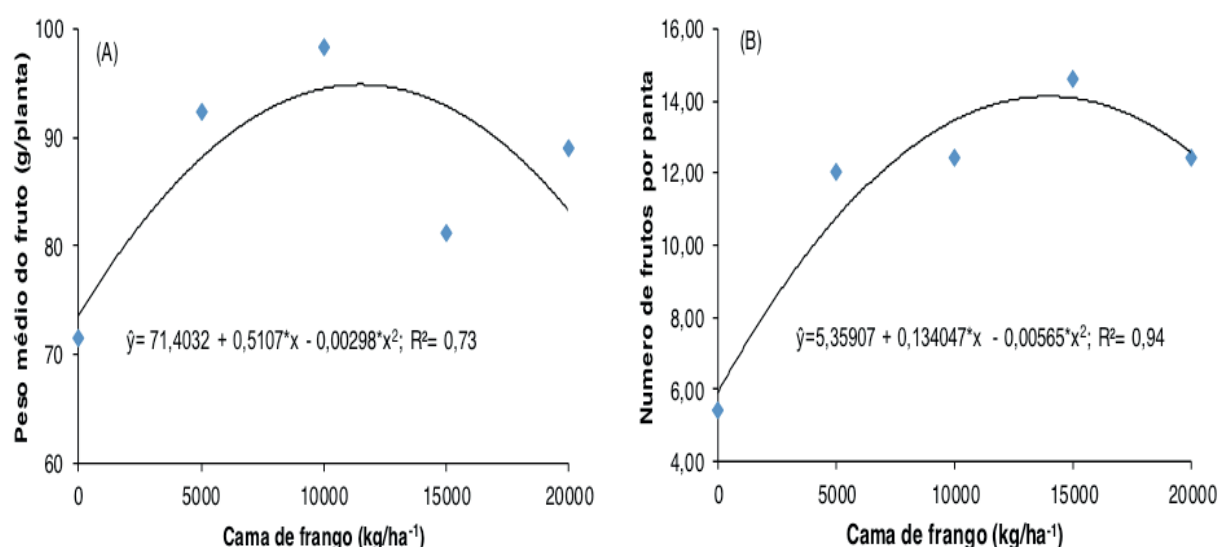 (A)
Peso médio do fruto (g/planta)
100
90
80
70
60
ŷ= 71,4032 + 0,5107*x - 0,00298*x²; R²= 0,73
0 5000 10000 15000 20000
Cama de frango (kg/ha⁻¹)
(B)
Numero de frutos por panta
16,00
14,00
12,00
10,00
8,00
6,00
4,00
ŷ=5,35907 + 0,134047*x - 0,00565*x²; R²= 0,94
0 5000 10000 15000 20000
Cama de frango (kg/ha⁻¹)